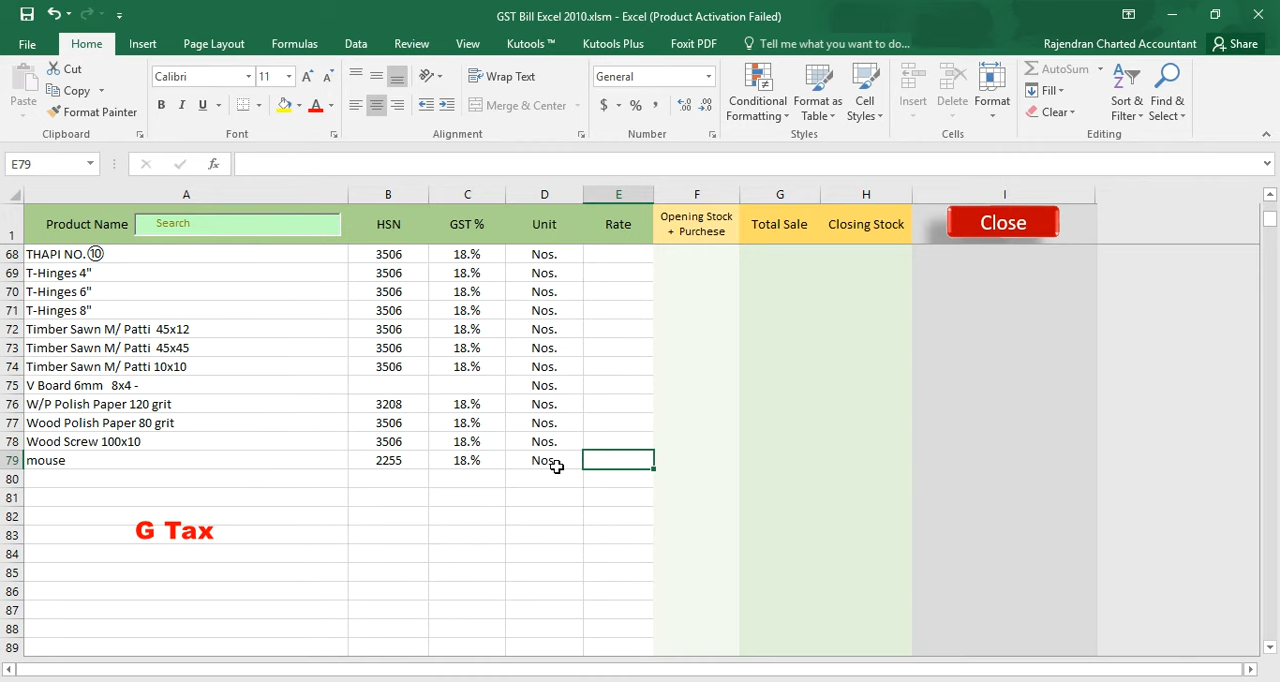 GST Bill Excel 2010.xlsm - Excel (Product Activation Failed)
File Home Insert Page Layout Formulas Data Review View Kutools ™ Kutools Plus Foxit PDF Tell me what you want to do... Rajendran Charted Accountant Share
Paste
Cut
Copy
Format Painter
Clipboard
Calibri 11
B I U
Font
Wrap Text
Merge & Center
Alignment
General
$ % ,
Number
Conditional Formatting
Format as Table
Cell Styles
Styles
Insert Delete Format
Cells
AutoSum
Fill
Clear
Sort & Filter
Find & Select
Editing
E79 fx
A B C D E F G H I
1 Product Name Search HSN GST % Unit Rate Opening Stock + Purchese Total Sale Closing Stock Close
68 THAPI NO.⑩ 3506 18.% Nos.
69 T-Hinges 4" 3506 18.% Nos.
70 T-Hinges 6" 3506 18.% Nos.
71 T-Hinges 8" 3506 18.% Nos.
72 Timber Sawn M/ Patti 45x12 3506 18.% Nos.
73 Timber Sawn M/ Patti 45x45 3506 18.% Nos.
74 Timber Sawn M/ Patti 10x10 3506 18.% Nos.
75 V Board 6mm 8x4 - Nos.
76 W/P Polish Paper 120 grit 3208 18.% Nos.
77 Wood Polish Paper 80 grit 3506 18.% Nos.
78 Wood Screw 100x10 3506 18.% Nos.
79 mouse 2255 18.% Nos.
80
81
82
G Tax
83
84
85
86
87
88
89